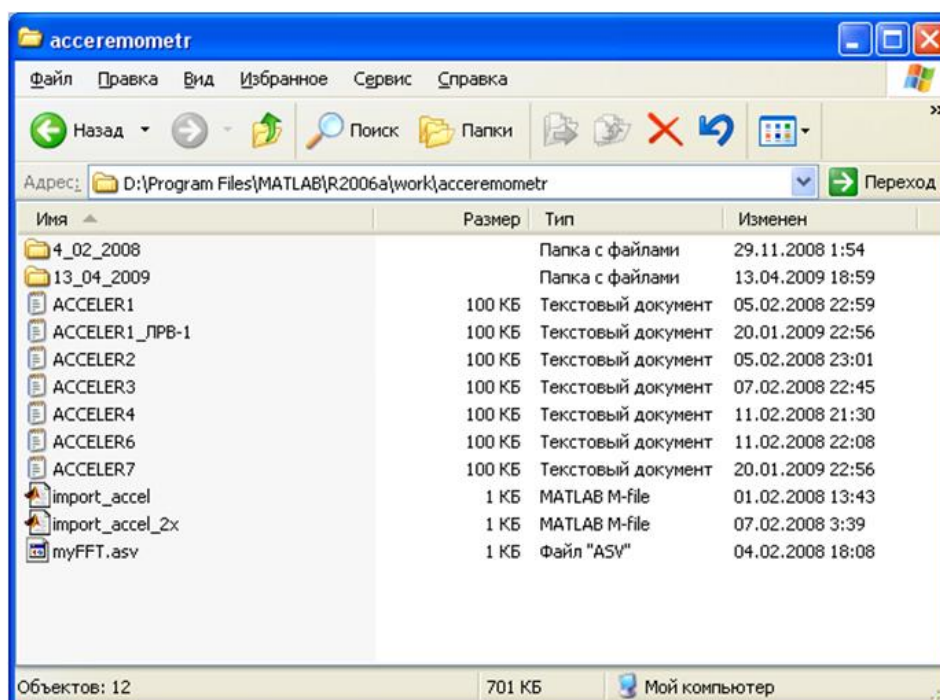 acceremometr
Файл Правка Вид Избранное Сервис Справка
Назад Поиск Папки
Адрес: D:\Program Files\MATLAB\R2006a\work\acceremometr Переход
Имя Размер Тип Изменен
4_02_2008 Папка с файлами 29.11.2008 1:54
13_04_2009 Папка с файлами 13.04.2009 18:59
ACCELER1 100 КБ Текстовый документ 05.02.2008 22:59
ACCELER1_ЛРВ-1 100 КБ Текстовый документ 20.01.2009 22:56
ACCELER2 100 КБ Текстовый документ 05.02.2008 23:01
ACCELER3 100 КБ Текстовый документ 07.02.2008 22:45
ACCELER4 100 КБ Текстовый документ 11.02.2008 21:30
ACCELER6 100 КБ Текстовый документ 11.02.2008 22:08
ACCELER7 100 КБ Текстовый документ 20.01.2009 22:56
import_accel 1 КБ MATLAB M-file 01.02.2008 13:43
import_accel_2x 1 КБ MATLAB M-file 07.02.2008 3:39
myFFT.asv 1 КБ Файл "ASV" 04.02.2008 18:08
Объектов: 12 701 КБ Мой компьютер